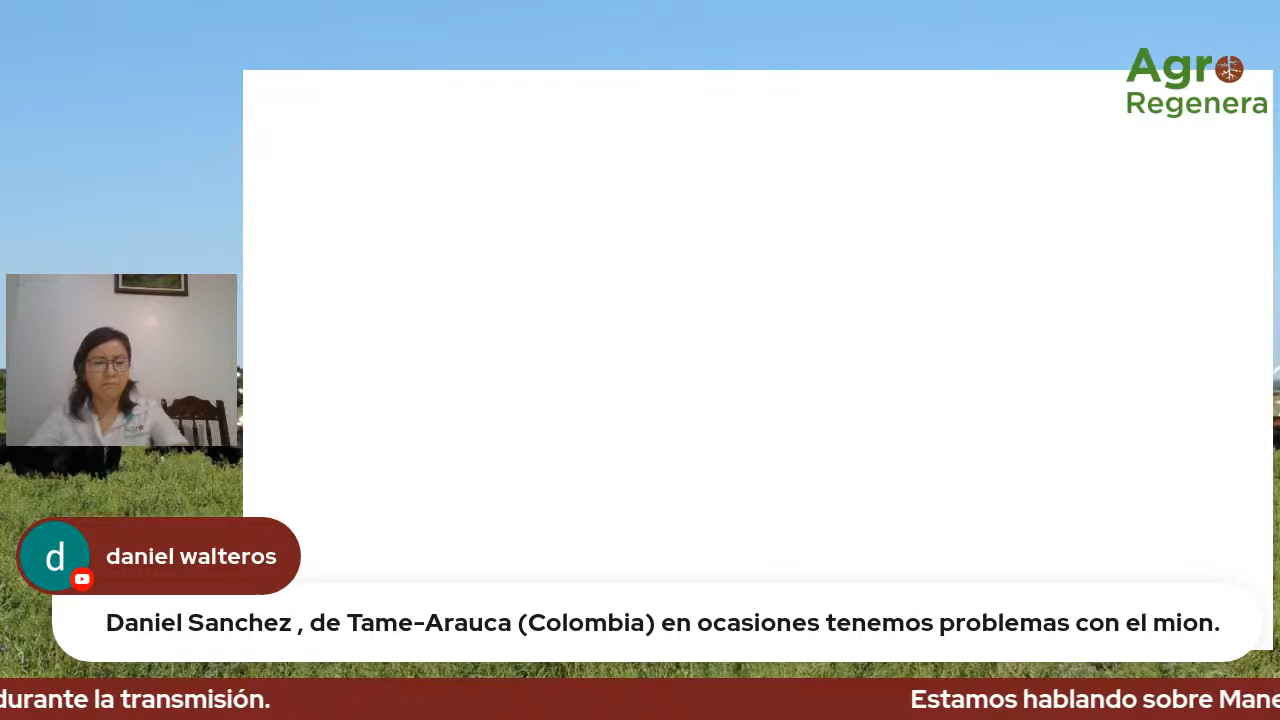 Agro
Regenera
d
daniel walteros
Daniel Sanchez , de Tame-Arauca (Colombia) en ocasiones tenemos problemas con el mion.
durante la transmisión.
Estamos hablando sobre Mane